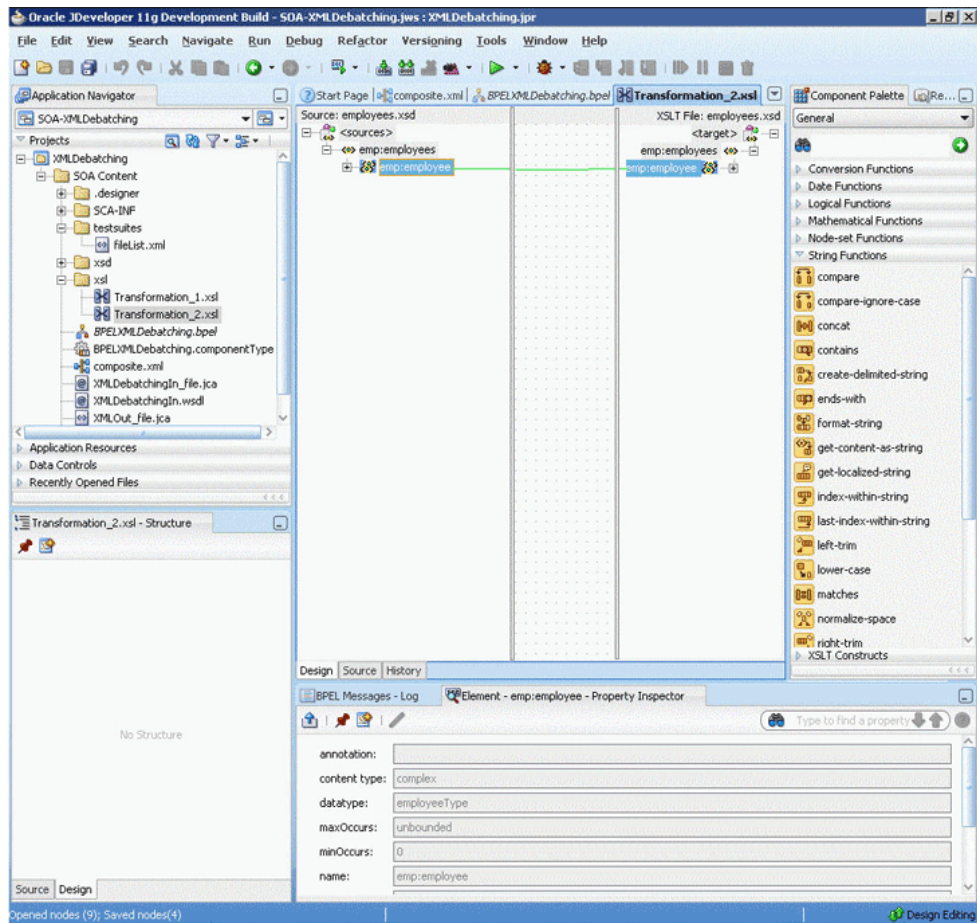 Oracle JDeveloper 11g Development Build - SOA-XMLDebatching.jws : XMLDebatching.jpr
File Edit View Search Navigate Run Debug Refactor Versioning Tools Window Help
Application Navigator
SOA-XMLDebatching
Projects
XMLDebatching
SOA Content
.designer
SCA-INF
testsuites
fileList.xml
xsd
xsl
Transformation_1.xsl
Transformation_2.xsl
BPELXMLDebatching.bpel
BPELXMLDebatching.componentType
composite.xml
XMLDebatchingIn_file.jca
XMLDebatchingIn.wsdl
XMLOut_file.jca
Application Resources
Data Controls
Recently Opened Files
Transformation_2.xsl - Structure
No Structure
Source Design
Start Page composite.xml BPELXMLDebatching.bpel Transformation_2.xsl
Source: employees.xsd XSLT File: employees.xsd
<sources> <target>
emp:employees emp:employees
emp:employee emp:employee
Design Source History
BPEL Messages - Log Element - emp:employee - Property Inspector
Type to find a property
annotation:
content type: complex
datatype: employeeType
maxOccurs: unbounded
minOccurs: 0
name: emp:employee
Component Palette Re...
General
Conversion Functions
Date Functions
Logical Functions
Mathematical Functions
Node-set Functions
String Functions
compare
compare-ignore-case
concat
contains
create-delimited-string
ends-with
format-string
get-content-as-string
get-localized-string
index-within-string
last-index-within-string
left-trim
lower-case
matches
normalize-space
right-trim
XSLT Constructs
Opened nodes (9); Saved nodes(4) Design Editing